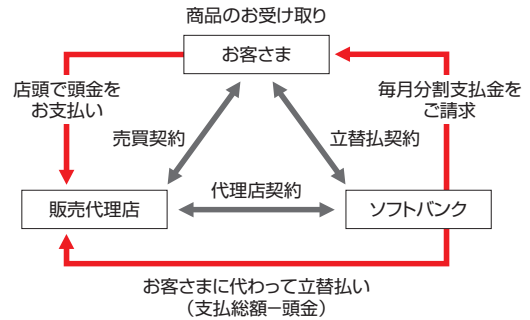 商品のお受け取り
お客さま
店頭で頭金を
お支払い
毎月分割支払金を
ご請求
売買契約
立替払契約
代理店契約
販売代理店
ソフトバンク
お客さまに代わって立替払い
（支払総額−頭金）